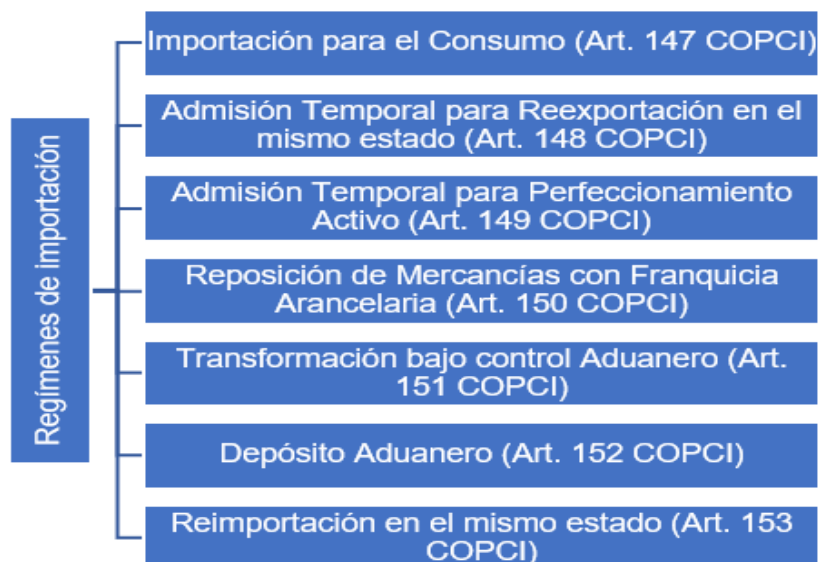 Regímenes de importación
Importación para el Consumo (Art. 147 COPCI)
Admisión Temporal para Reexportación en el
mismo estado (Art. 148 COPCI)
Admisión Temporal para Perfeccionamiento
Activo (Art. 149 COPCI)
Reposición de Mercancías con Franquicia
Arancelaria (Art. 150 COPCI)
Transformación bajo control Aduanero (Art.
151 COPCI)
Depósito Aduanero (Art. 152 COPCI)
Reimportación en el mismo estado (Art. 153
COPCI)